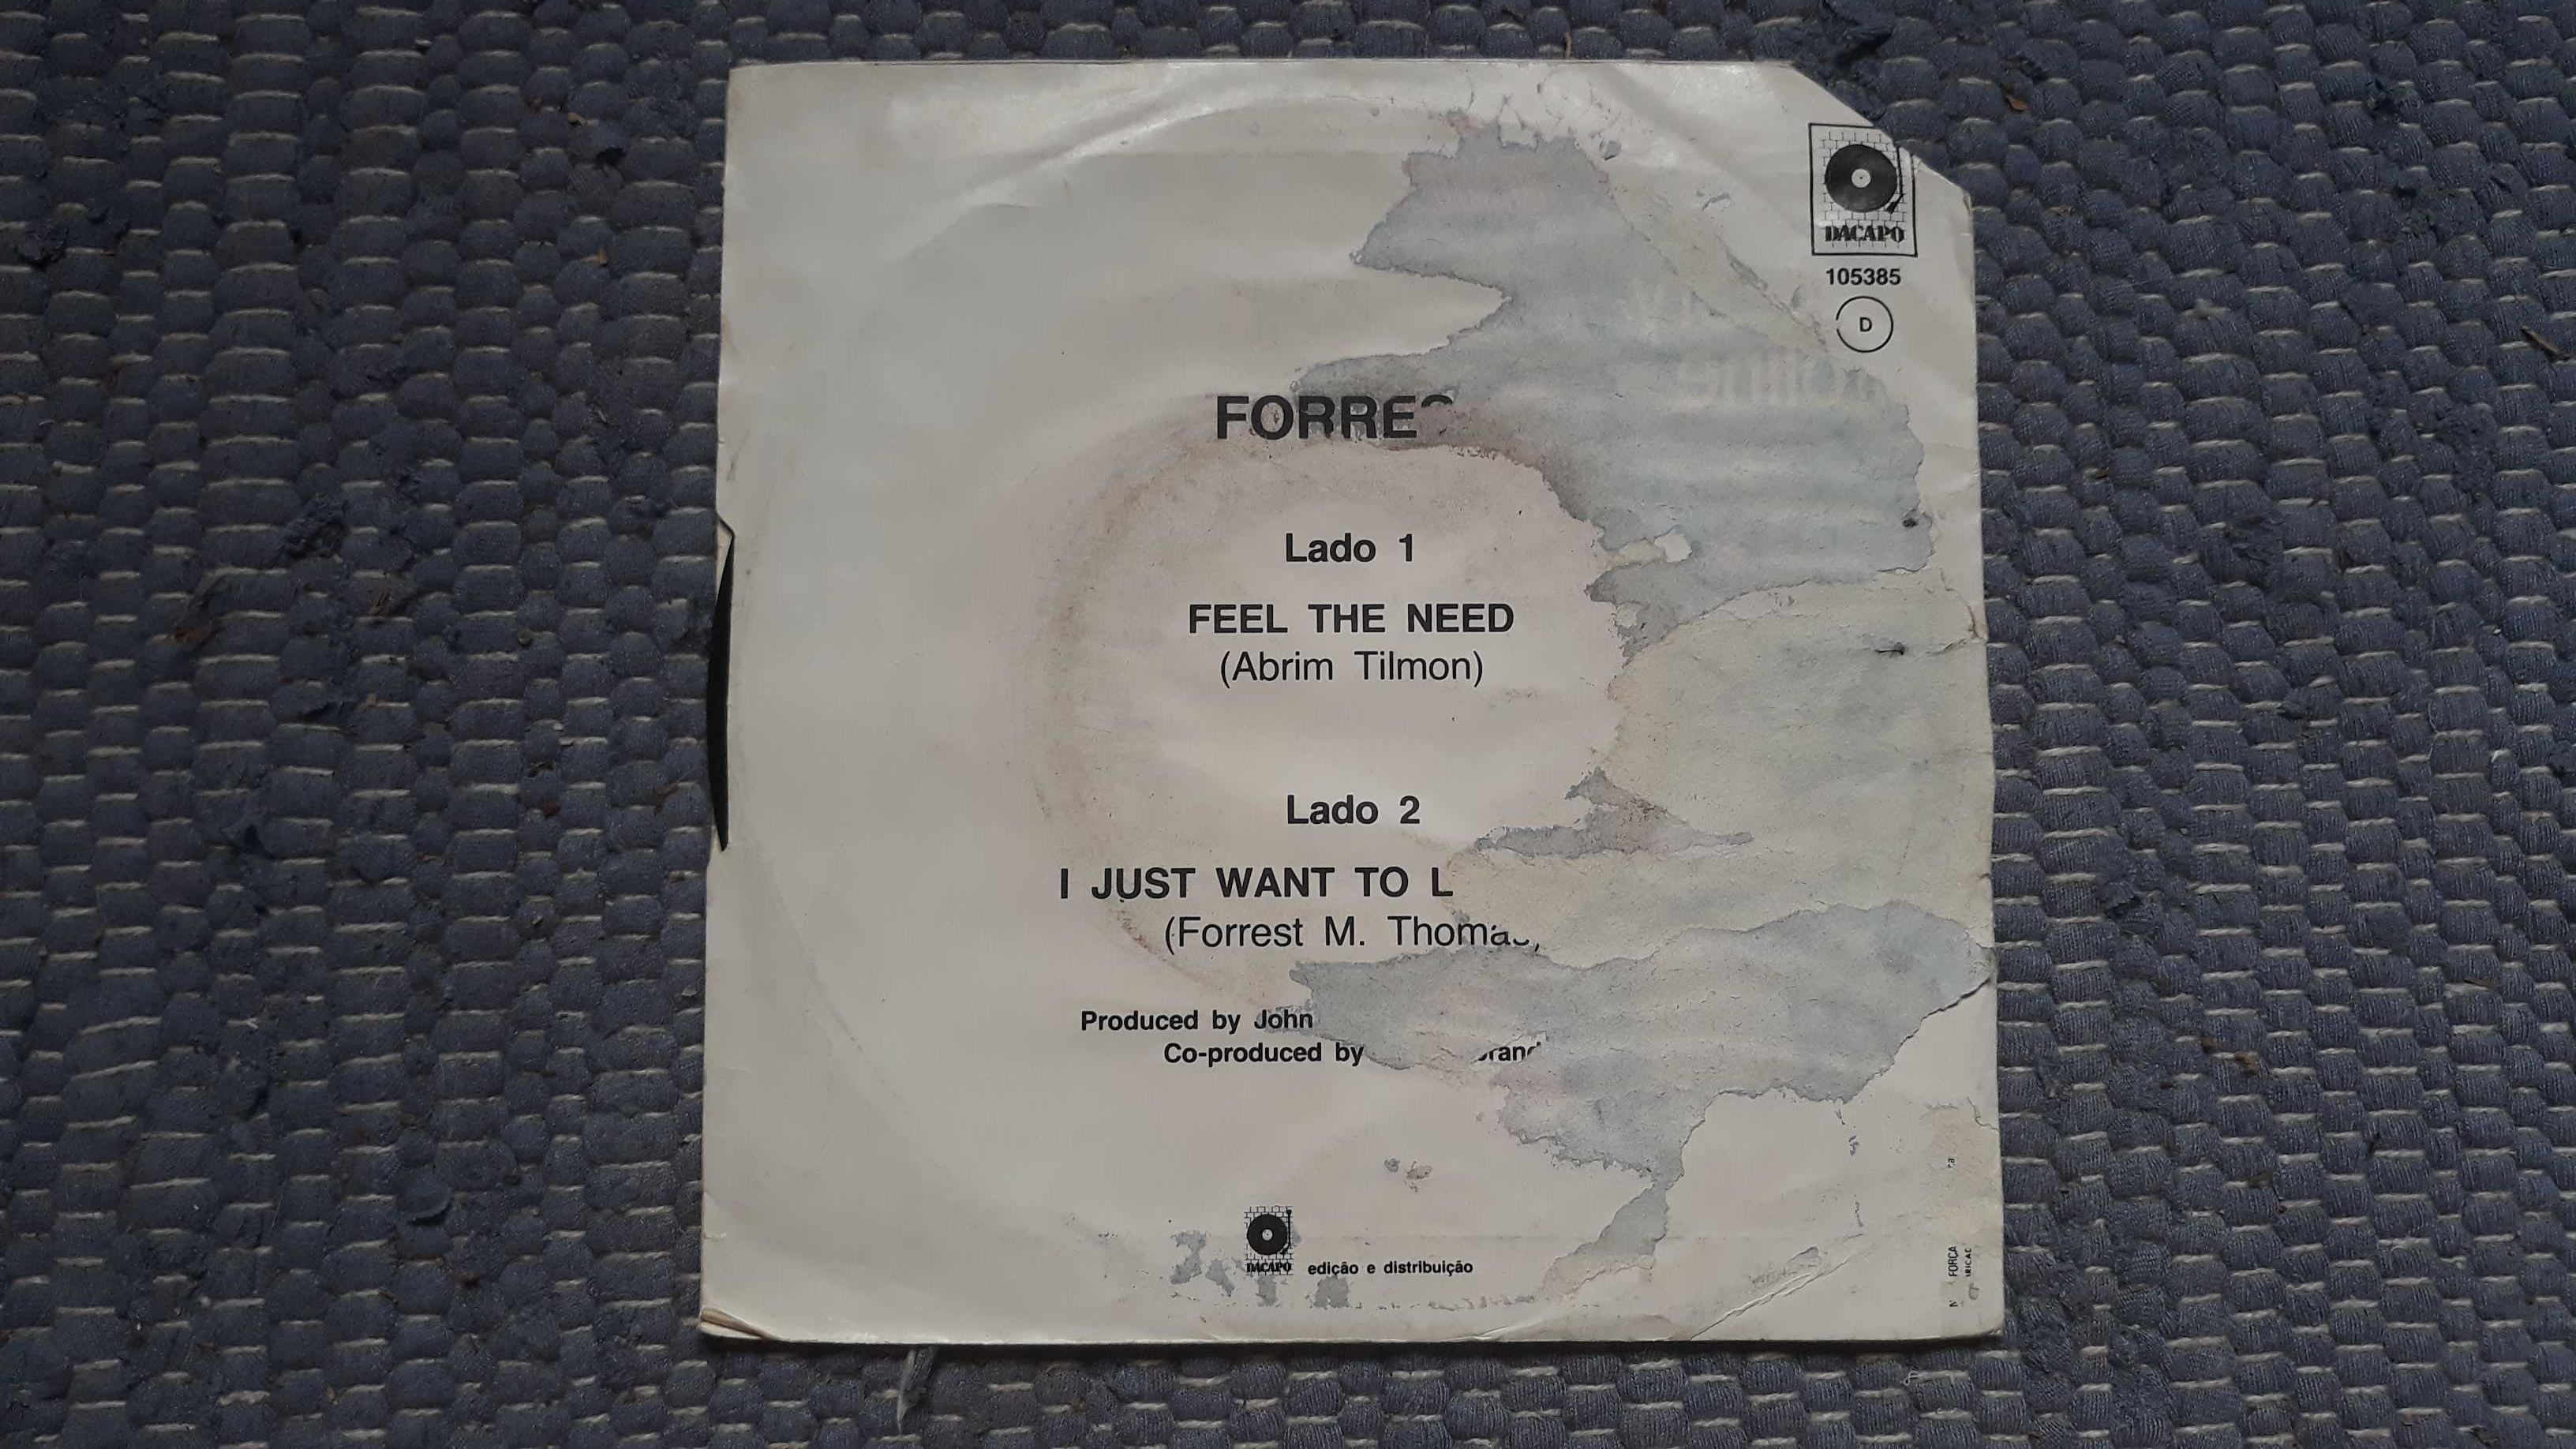 DACAPO
105385
D
FORRES
Lado 1
FEEL THE NEED
(Abrim Tilmon)
Lado 2
I JUST WANT TO L
(Forrest M. Thomas)
Produced by John
Co-produced by
DACAPO edição e distribuição
FORÇA